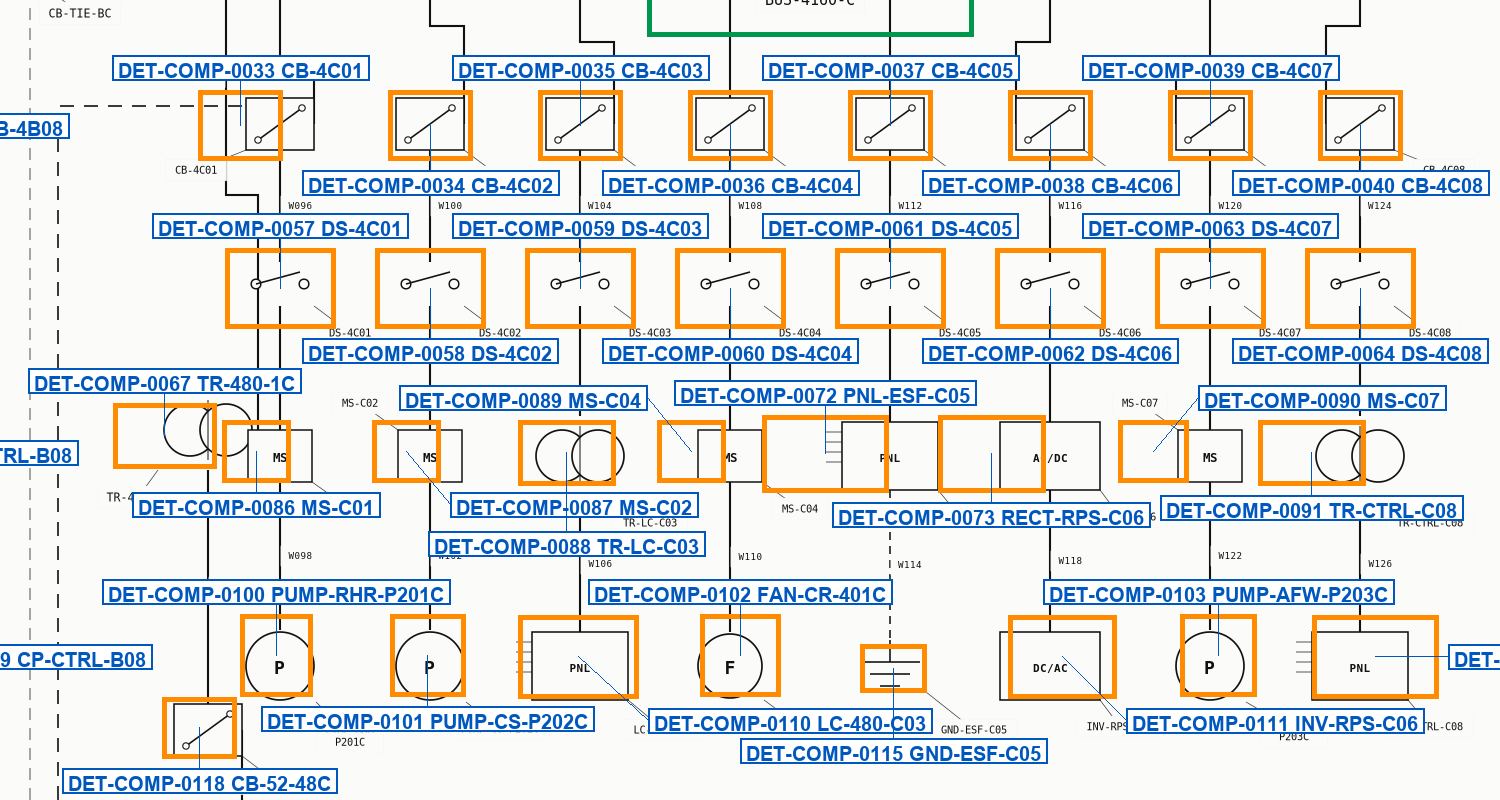 CB-TIE-BC
BUS-4160-C
DET-COMP-0033 CB-4C01
DET-COMP-0035 CB-4C03
DET-COMP-0037 CB-4C05
DET-COMP-0039 CB-4C07
B-4B08
CB-4C01
CB-4C08
DET-COMP-0034 CB-4C02
DET-COMP-0036 CB-4C04
DET-COMP-0038 CB-4C06
DET-COMP-0040 CB-4C08
W096
W100
W104
W108
W112
W116
W120
W124
DET-COMP-0057 DS-4C01
DET-COMP-0059 DS-4C03
DET-COMP-0061 DS-4C05
DET-COMP-0063 DS-4C07
DS-4C01
DS-4C02
DS-4C03
DS-4C04
DS-4C05
DS-4C06
DS-4C07
DS-4C08
DET-COMP-0058 DS-4C02
DET-COMP-0060 DS-4C04
DET-COMP-0062 DS-4C06
DET-COMP-0064 DS-4C08
DET-COMP-0067 TR-480-1C
MS-C02
DET-COMP-0089 MS-C04
DET-COMP-0072 PNL-ESF-C05
MS-C07
DET-COMP-0090 MS-C07
TRL-B08
MS
MS
MS
PNL
AC/DC
MS
TR-4
DET-COMP-0086 MS-C01
DET-COMP-0087 MS-C02
MS-C04
DET-COMP-0073 RECT-RPS-C06
6
DET-COMP-0091 TR-CTRL-C08
TR-LC-C03
TR-CTRL-C08
DET-COMP-0088 TR-LC-C03
W098
W102
W106
W110
W114
W118
W122
W126
DET-COMP-0100 PUMP-RHR-P201C
DET-COMP-0102 FAN-CR-401C
DET-COMP-0103 PUMP-AFW-P203C
9 CP-CTRL-B08
P
P
PNL
F
DC/AC
P
PNL
DET-
DET-COMP-0101 PUMP-CS-P202C
LC-
DET-COMP-0110 LC-480-C03
GND-ESF-C05
INV-RPS
DET-COMP-0111 INV-RPS-C06
TRL-C08
P201C
P203C
DET-COMP-0115 GND-ESF-C05
DET-COMP-0118 CB-52-48C